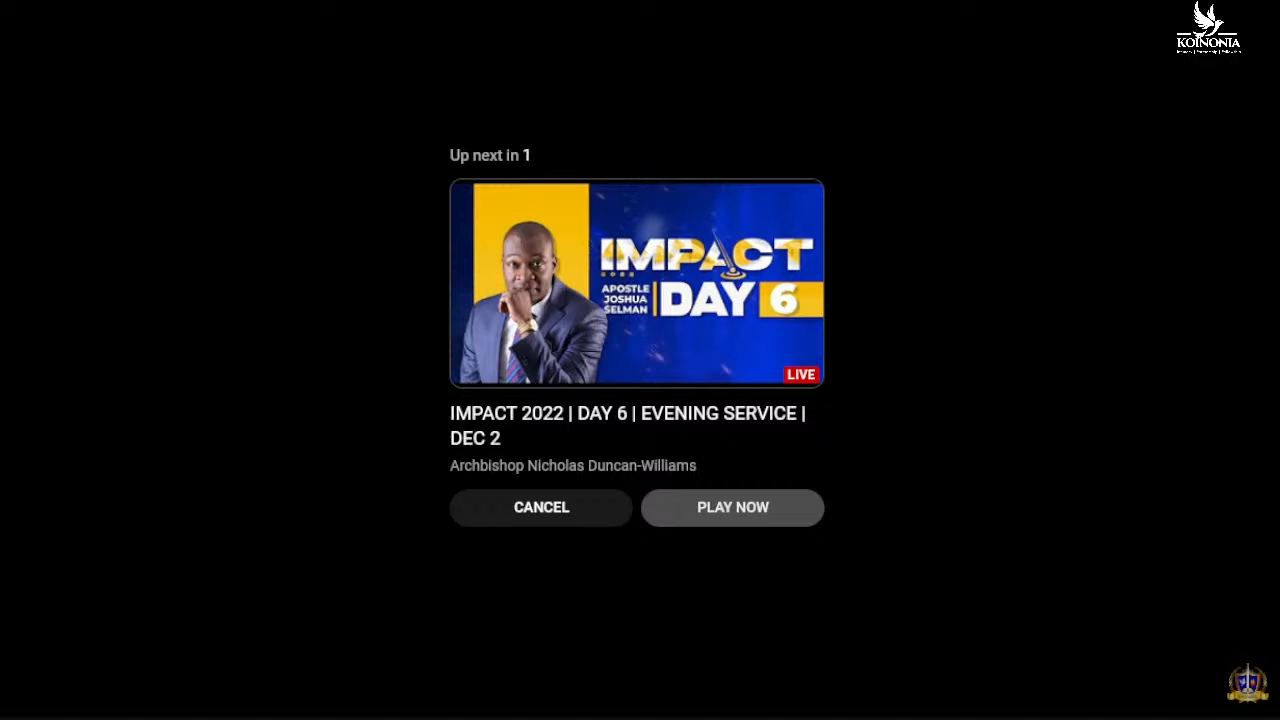 KOINONIA
Up next in 1
IMPACT
APOSTLE
JOSHUA
SELMAN
DAY 6
LIVE
IMPACT 2022 | DAY 6 | EVENING SERVICE |
DEC 2
Archbishop Nicholas Duncan-Williams
CANCEL
PLAY NOW